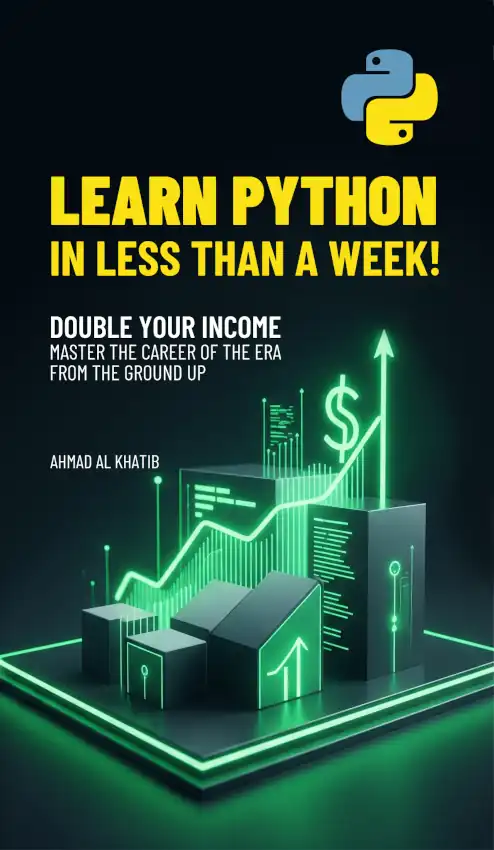 LEARN PYTHON
IN LESS THAN A WEEK!
DOUBLE YOUR INCOME
MASTER THE CAREER OF THE ERA
FROM THE GROUND UP
$
AHMAD AL KHATIB